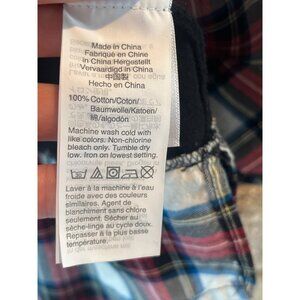 Made in China
Fabriqué en Chine
in China Hergestellt
Vervaardigd in China
中国製
Hecho en China
100% Cotton/Coton/
Baumwolle/Katoen/
綿/algodón
Machine wash cold with
like colors. Non-chlorine
bleach only. Tumble dry
low. Iron on lowest setting.
Laver à la machine à l'eau
froide avec des couleurs
similaires. Agent de
blanchiment sans chlore
seulement. Sécher au
sèche-linge au cycle doux.
Repasser à la plus basse
température.